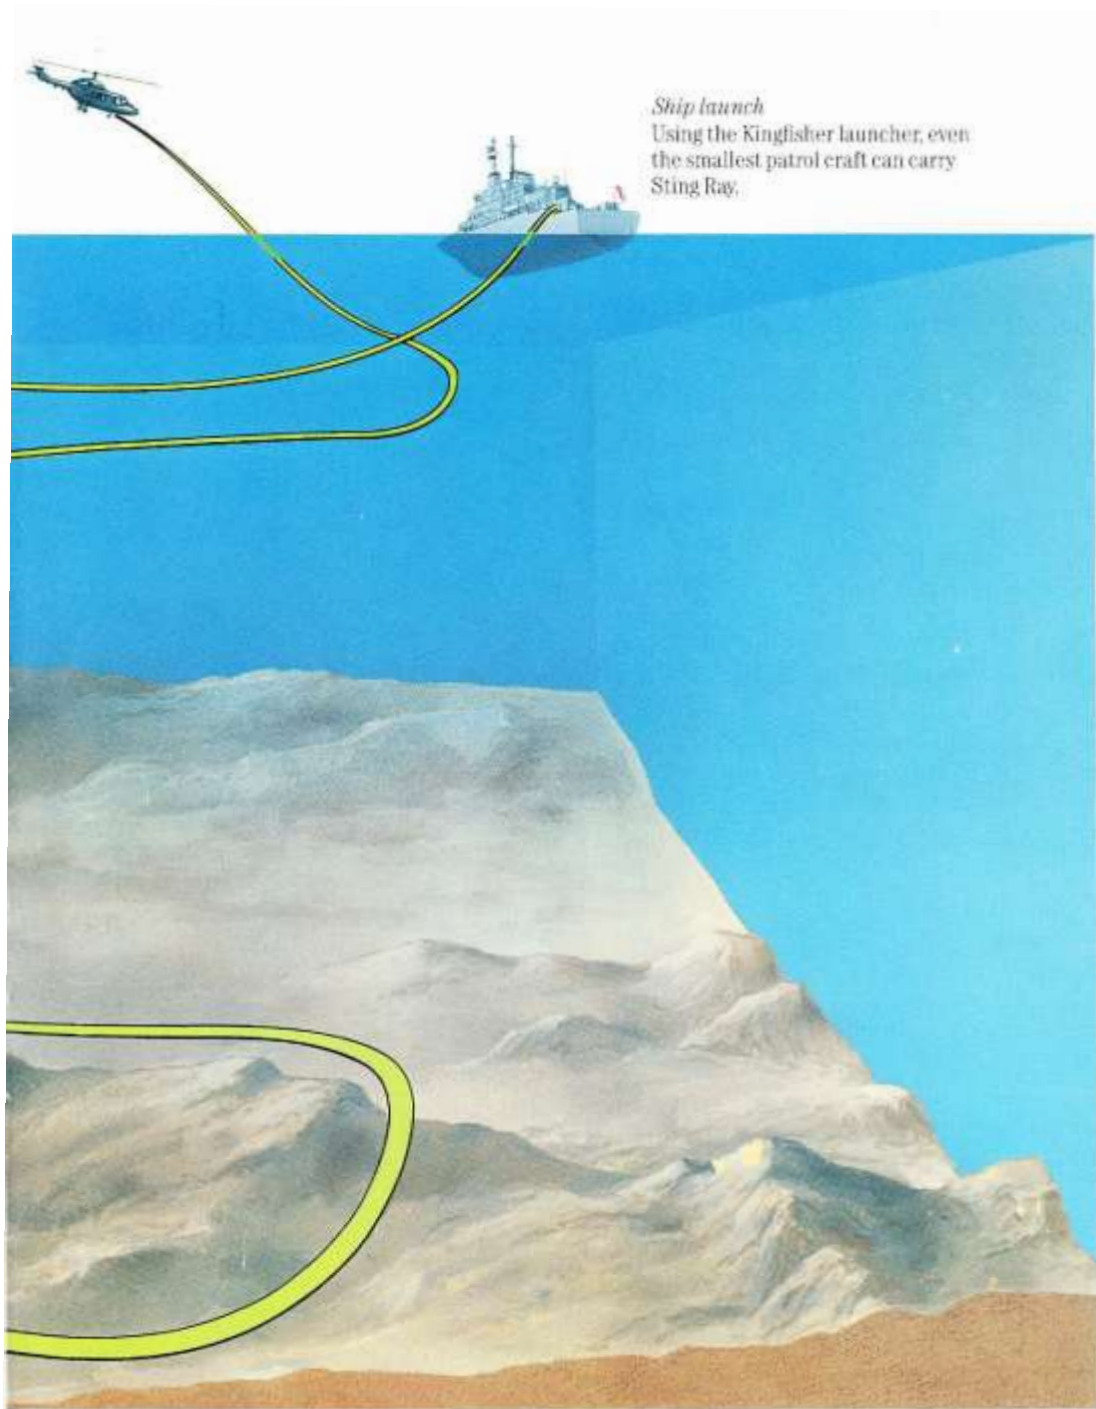 Ship launch
Using the Kingfisher launcher, even
the smallest patrol craft can carry
Sting Ray.